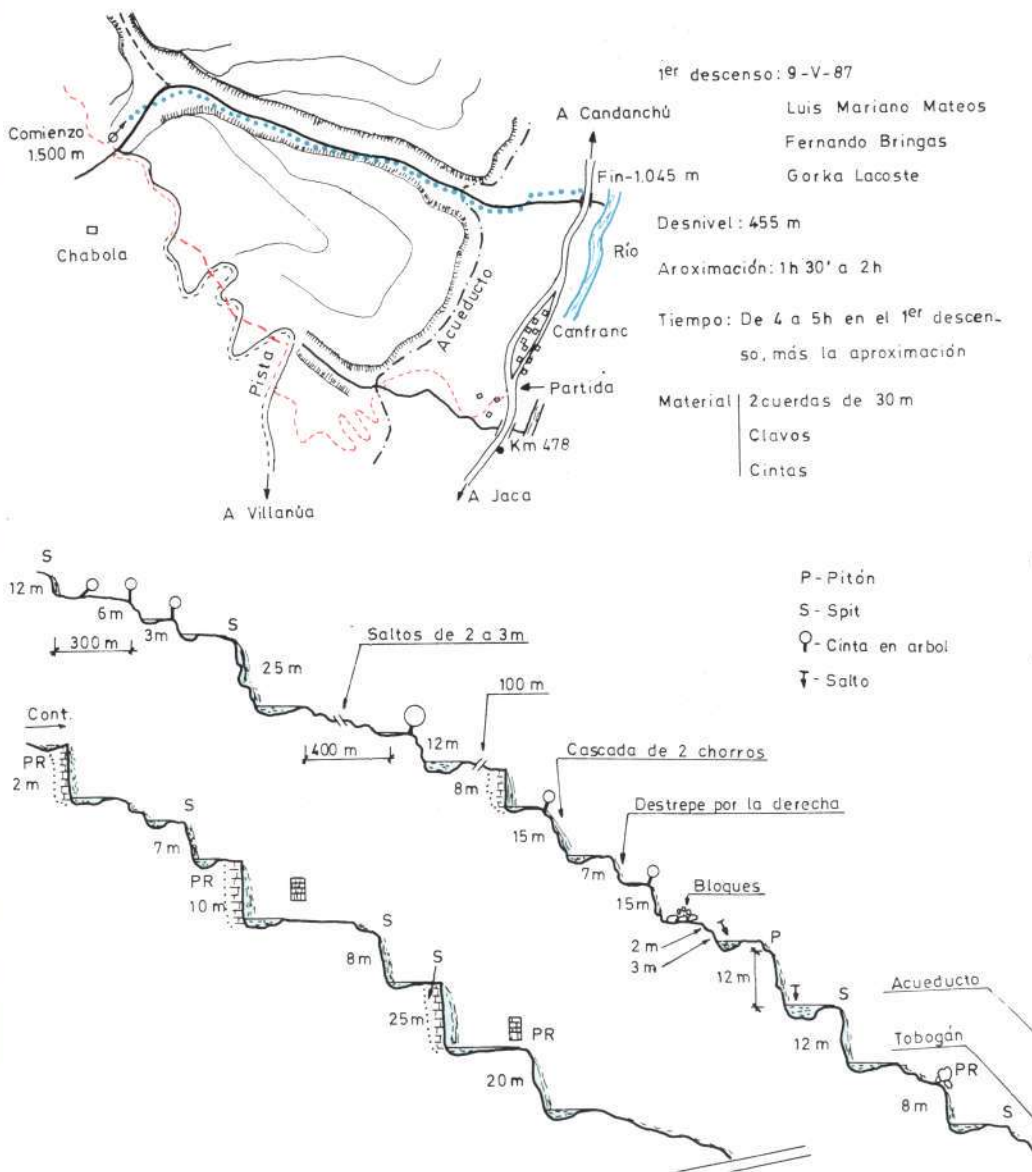 1er descenso: 9-V-87
Luis Mariano Mateos
Fernando Bringas
Gorka Lacoste
Desnivel: 455 m
Aroximación: 1h 30' a 2h
Tiempo: De 4 a 5h en el 1er descen-
so, más la aproximación
Material
2 cuerdas de 30 m
Clavos
Cintas
A Candanchú
Comienzo
1.500 m
Fin-1.045 m
Río
Chabola
Acueducto
Canfranc
Pista
Partida
Km 478
A Jaca
A Villanúa
P - Pitón
S - Spit
- Cinta en arbol
- Salto
S
12 m
6 m
3 m
300 m
S
25 m
Saltos de 2 a 3m
400 m
12 m
100 m
8 m
Cascada de 2 chorros
15 m
Destrepe por la derecha
7 m
15 m
Bloques
2 m
3 m
P
12 m
S
12 m
Acueducto
Tobogán
PR
8 m
S
Cont.
PR
2 m
S
7 m
PR
10 m
S
8 m
S
25 m
PR
20 m